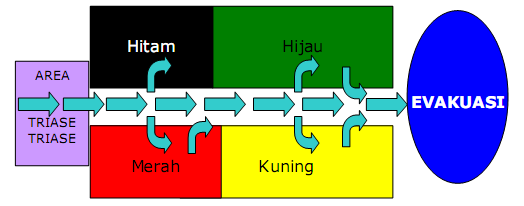 Hitam
Hijau
AREA
TRIASE
TRIASE
EVAKUASI
Merah
Kuning